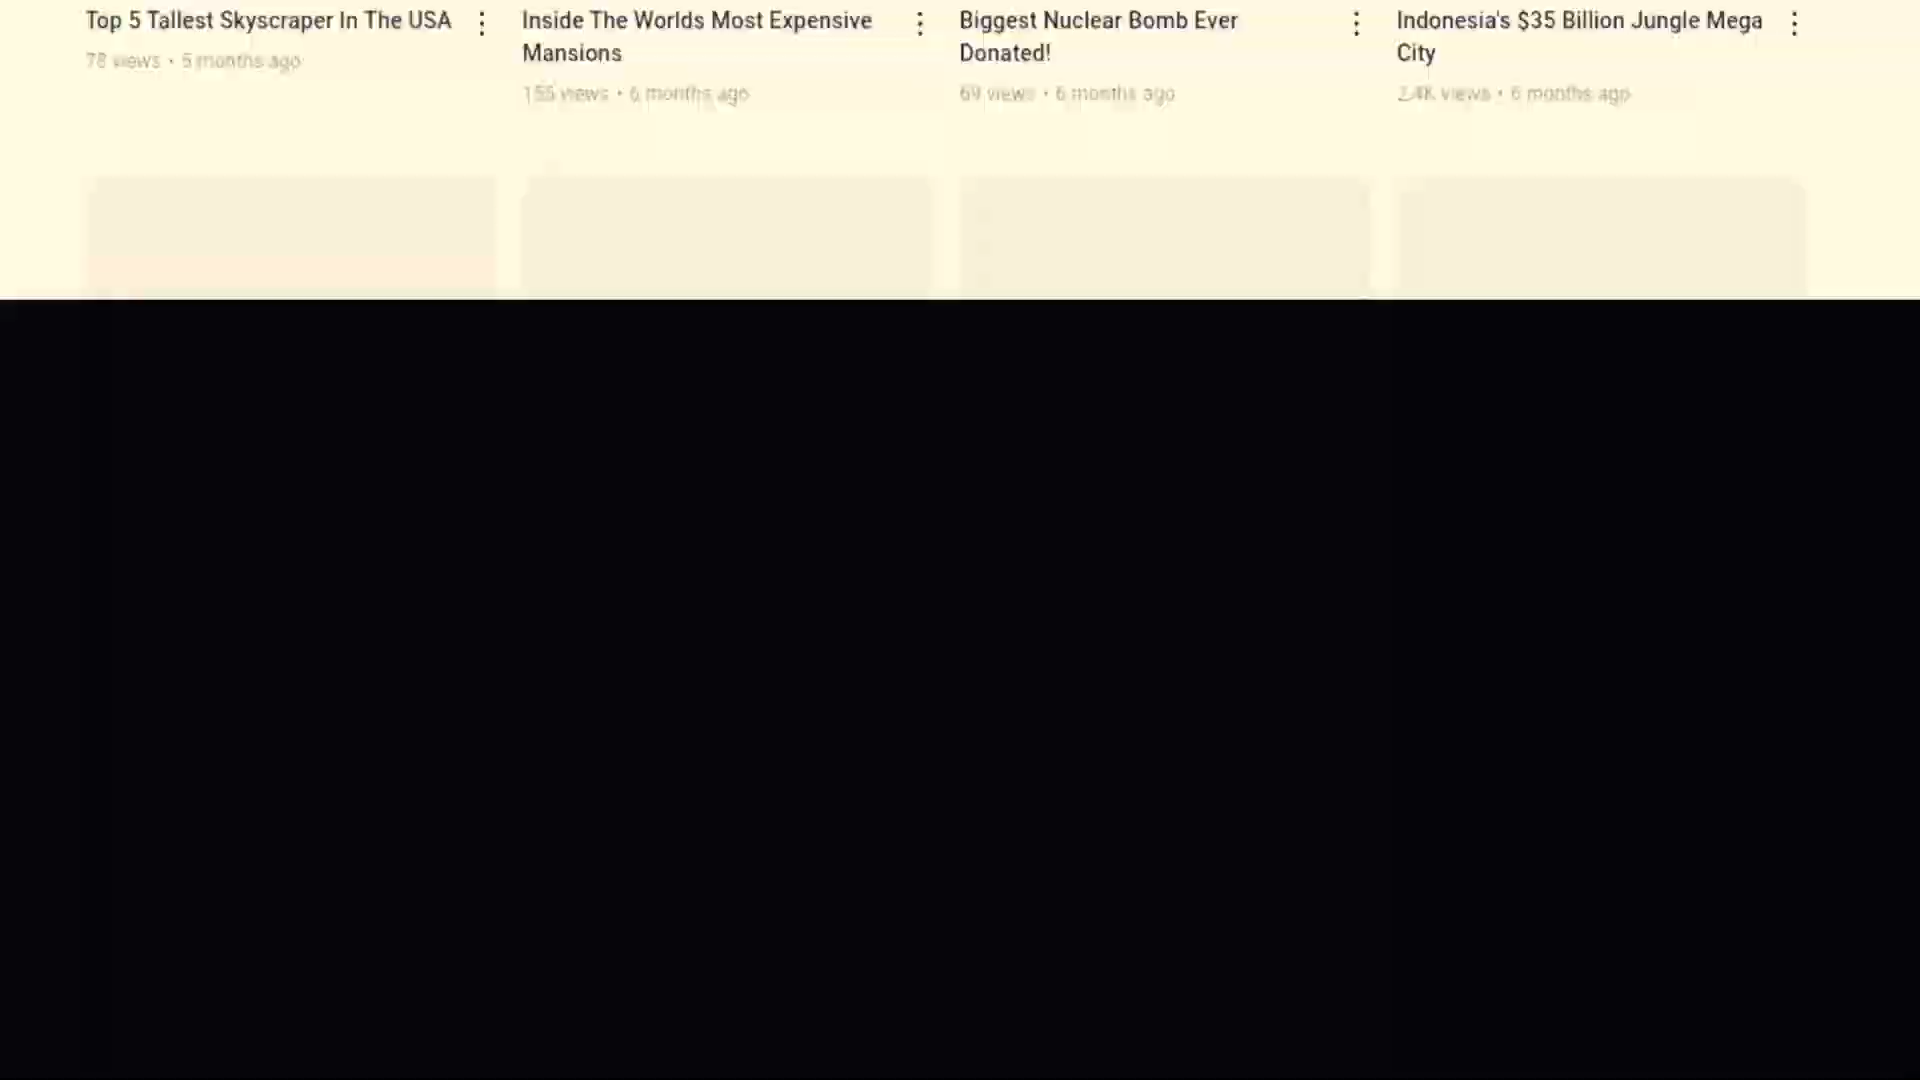 Top 5 Tallest Skyscraper In The USA
78 views • 5 months ago
Inside The Worlds Most Expensive
Mansions
155 views • 6 months ago
Biggest Nuclear Bomb Ever
Donated!
69 views • 6 months ago
Indonesia's $35 Billion Jungle Mega
City
2.4K views • 6 months ago